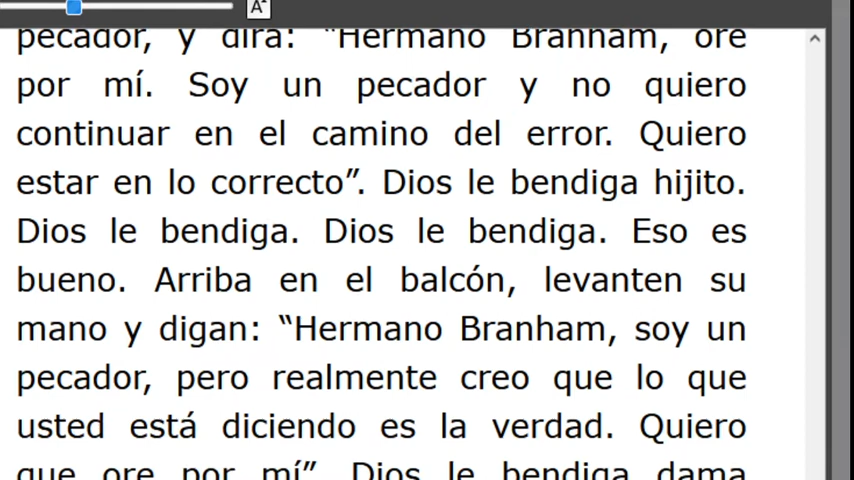 A
pecador, y dirá: "Hermano Branham, ore
por mí. Soy un pecador y no quiero
continuar en el camino del error. Quiero
estar en lo correcto”. Dios le bendiga hijito.
Dios le bendiga. Dios le bendiga. Eso es
bueno. Arriba en el balcón, levanten su
mano y digan: “Hermano Branham, soy un
pecador, pero realmente creo que lo que
usted está diciendo es la verdad. Quiero
que ore por mí”. Dios le bendiga dama